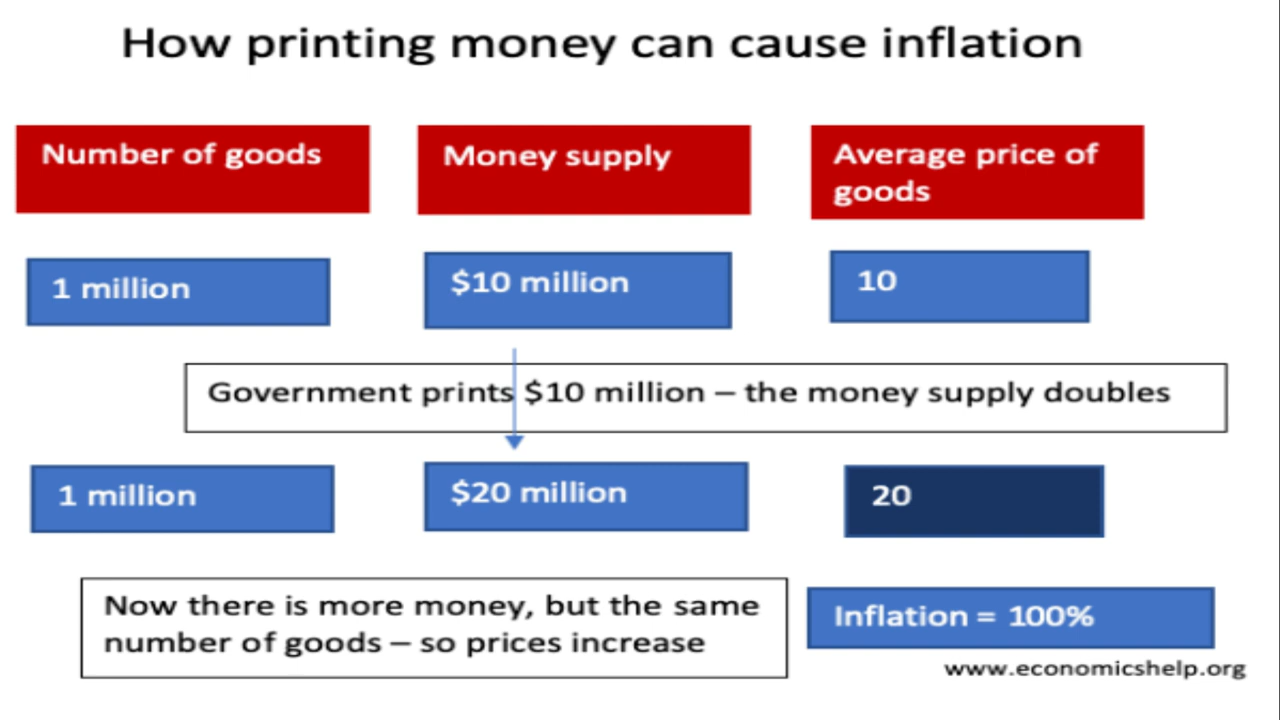 How printing money can cause inflation
Number of goods
Money supply
Average price of
goods
1 million
$10 million
10
Government prints $10 million – the money supply doubles
1 million
$20 million
20
Now there is more money, but the same
number of goods – so prices increase
Inflation = 100%
www.economicshelp.org